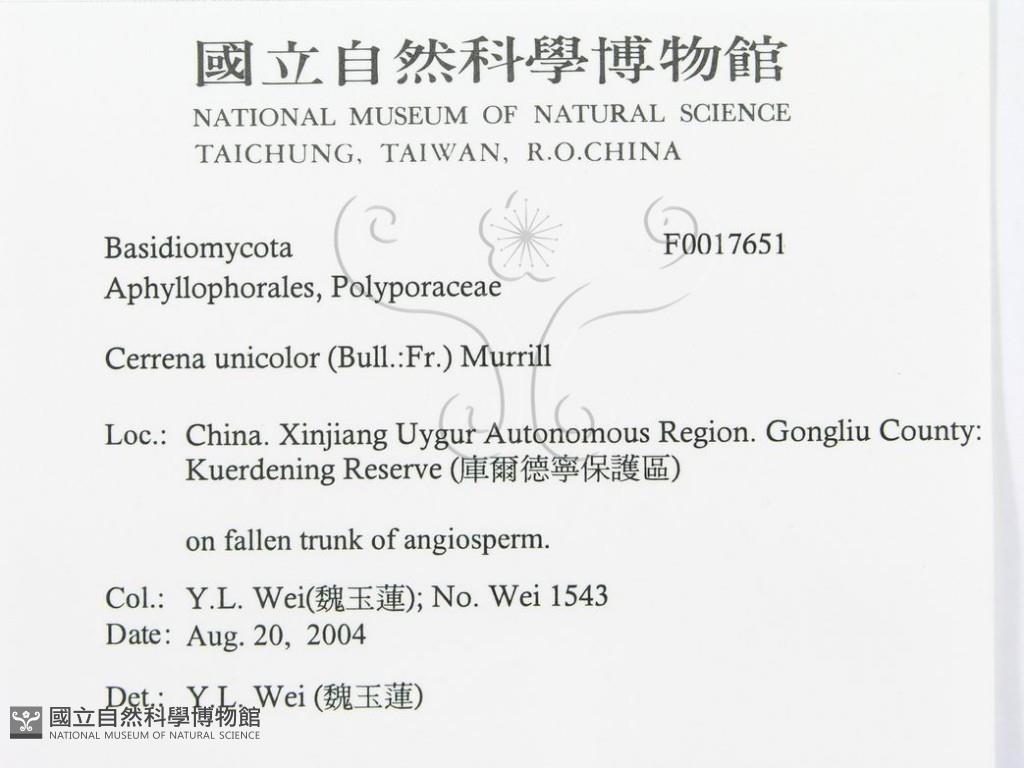 國立自然科學博物館
NATIONAL MUSEUM OF NATURAL SCIENCE
TAICHUNG, TAIWAN, R.O.CHINA
Basidiomycota F0017651
Aphyllophorales, Polyporaceae
Cerrena unicolor (Bull.:Fr.) Murrill
Loc.: China. Xinjiang Uygur Autonomous Region. Gongliu County:
Kuerdening Reserve (庫爾德寧保護區)
on fallen trunk of angiosperm.
Col.: Y.L. Wei(魏玉蓮); No. Wei 1543
Date: Aug. 20, 2004
Det.: Y.L. Wei (魏玉蓮)
國立自然科學博物館
NATIONAL MUSEUM OF NATURAL SCIENCE